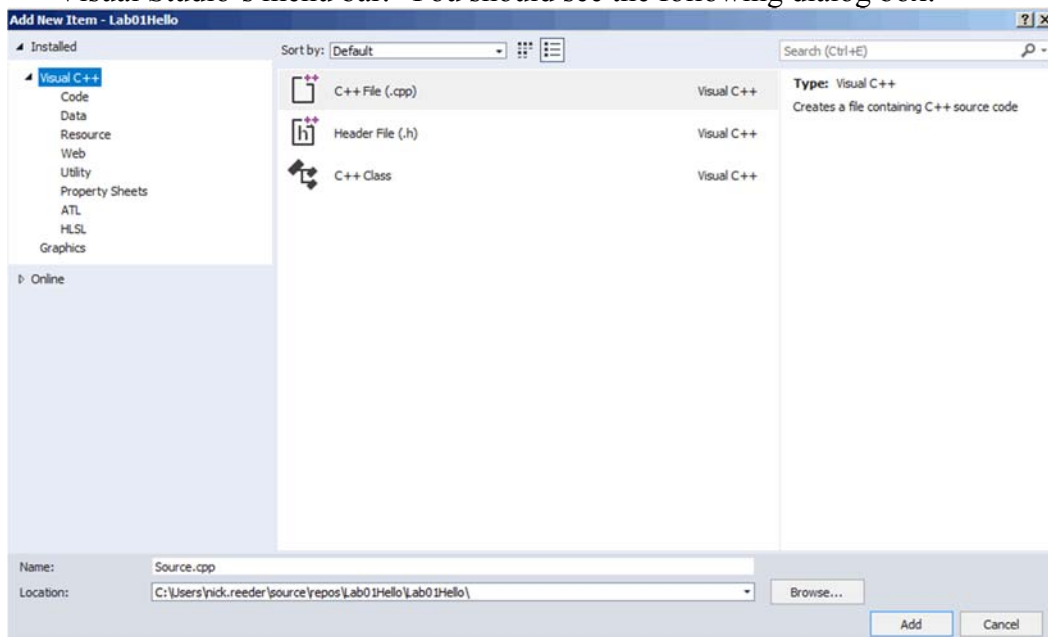 Visual Studio's menu bar. You should see the following dialog box.
Add New Item - Lab01Hello
Installed
Sort by: Default
Search (Ctrl+E)
Visual C++
Code
Data
Resource
Web
Utility
Property Sheets
ATL
HLSL
Graphics
Online
C++ File (.cpp) Visual C++
Header File (.h) Visual C++
C++ Class Visual C++
Type: Visual C++
Creates a file containing C++ source code
Name: Source.cpp
Location: C:\Users\nick.reeder\source\repos\Lab01Hello\Lab01Hello\
Browse...
Add Cancel